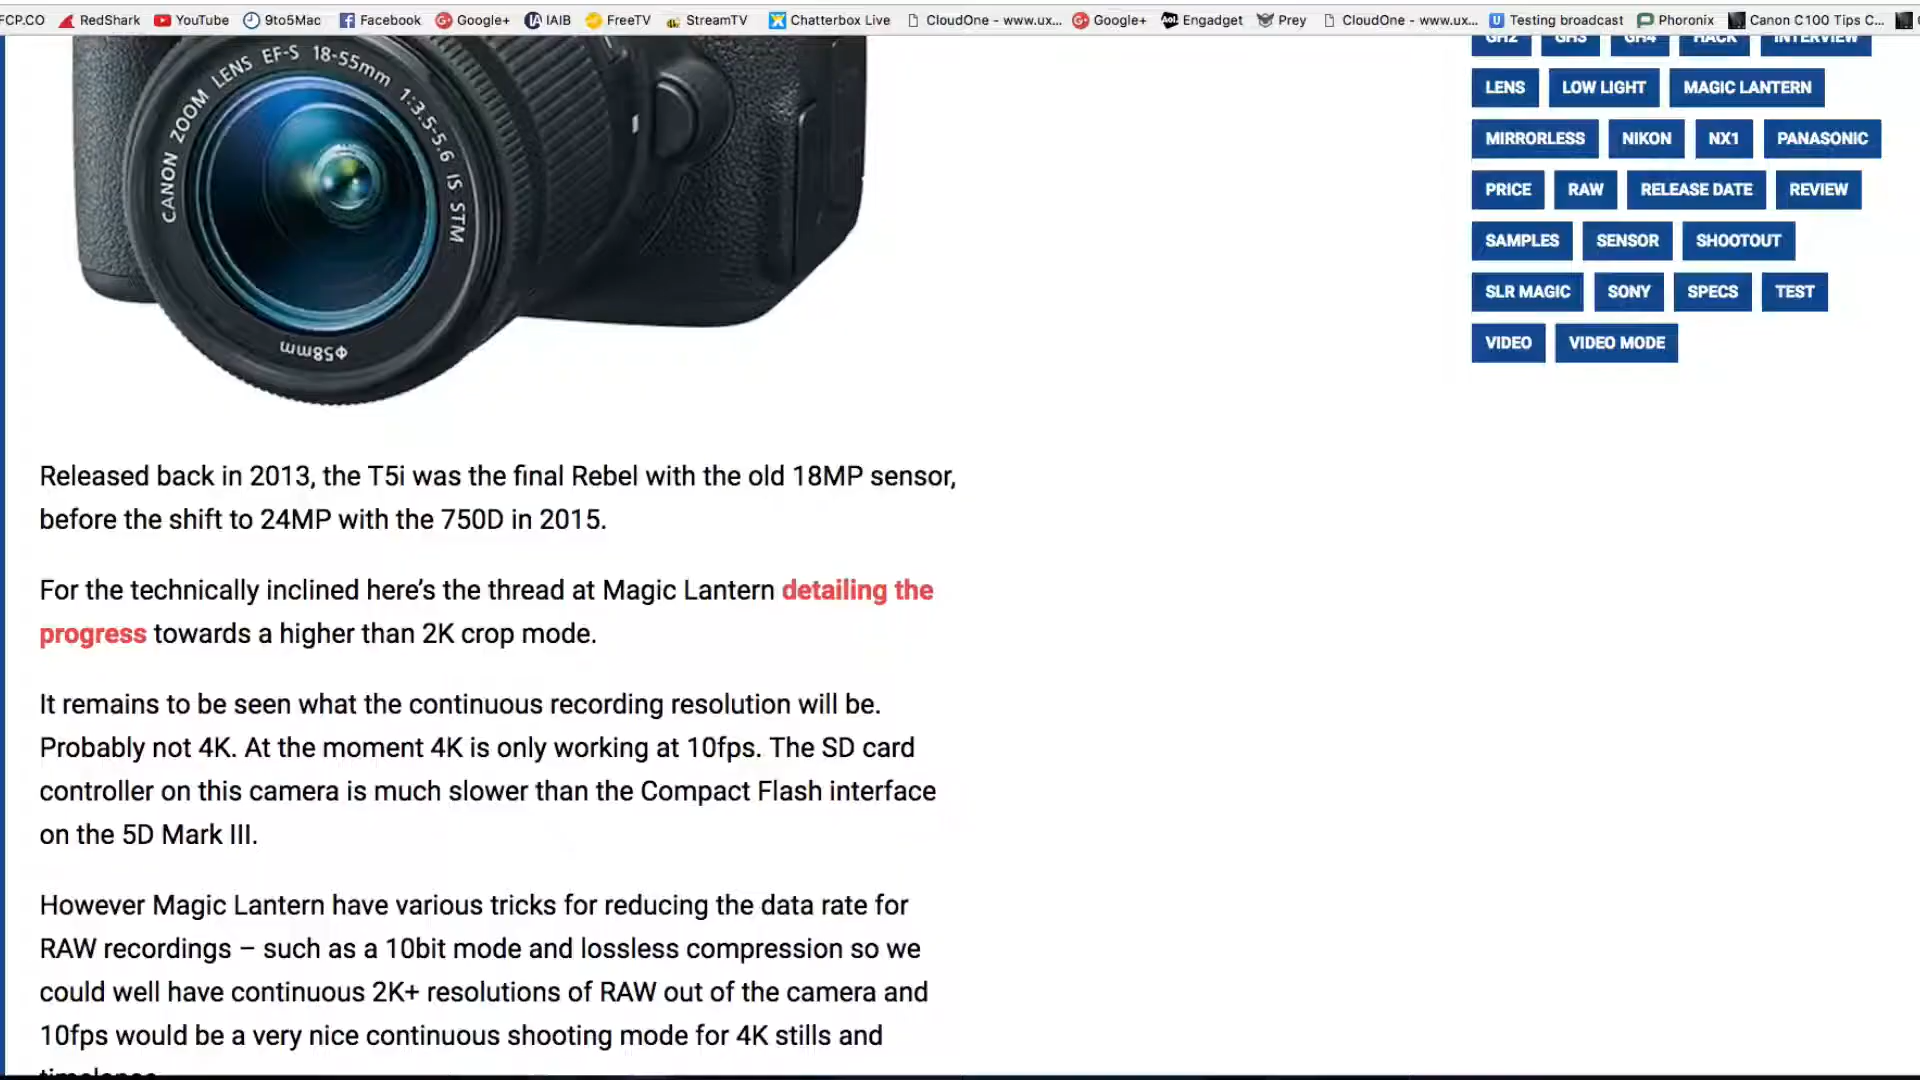 FCP.CO RedShark YouTube 9to5Mac Facebook Google+ IAIB FreeTV StreamTV Chatterbox Live CloudOne - www.ux... Google+ Aol. Engadget Prey CloudOne - www.ux... U Testing broadcast Phoronix Canon C100 Tips C...
GH2 GH3 GH4 HACK INTERVIEW
LENS LOW LIGHT MAGIC LANTERN
MIRRORLESS NIKON NX1 PANASONIC
PRICE RAW RELEASE DATE REVIEW
SAMPLES SENSOR SHOOTOUT
SLR MAGIC SONY SPECS TEST
VIDEO VIDEO MODE
CANON ZOOM LENS EF-S 18-55mm 1:3.5-5.6 IS STM
φ58mm
Released back in 2013, the T5i was the final Rebel with the old 18MP sensor,
before the shift to 24MP with the 750D in 2015.
For the technically inclined here’s the thread at Magic Lantern detailing the
progress towards a higher than 2K crop mode.
It remains to be seen what the continuous recording resolution will be.
Probably not 4K. At the moment 4K is only working at 10fps. The SD card
controller on this camera is much slower than the Compact Flash interface
on the 5D Mark III.
However Magic Lantern have various tricks for reducing the data rate for
RAW recordings – such as a 10bit mode and lossless compression so we
could well have continuous 2K+ resolutions of RAW out of the camera and
10fps would be a very nice continuous shooting mode for 4K stills and